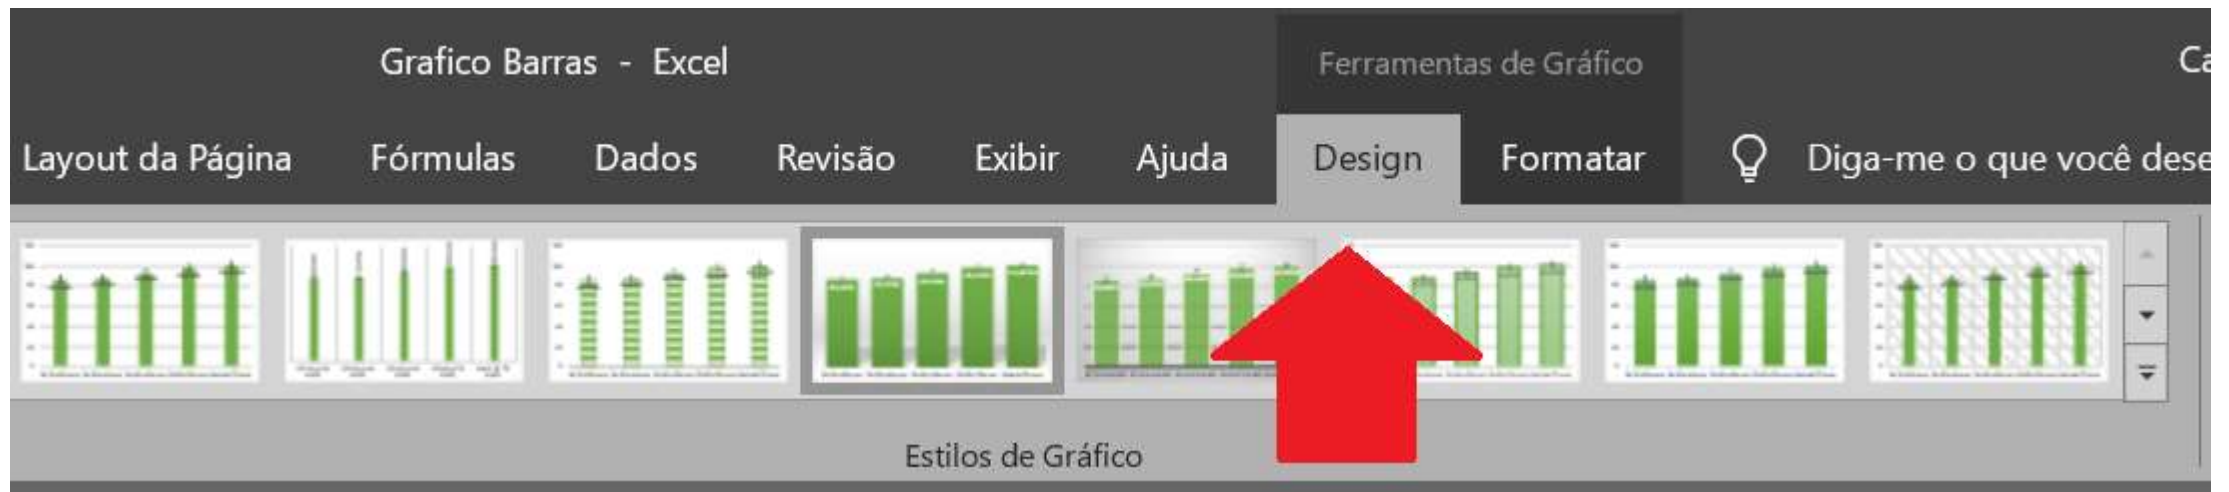 Grafico Barras - Excel
Ferramentas de Gráfico
Layout da Página Fórmulas Dados Revisão Exibir Ajuda Design Formatar Diga-me o que você dese
Estilos de Gráfico